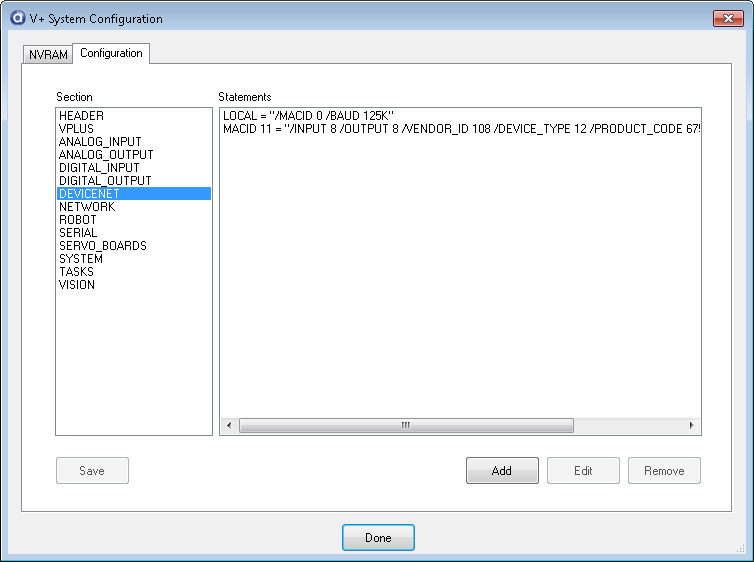 V+ System Configuration
NVRAM Configuration
Section Statements
HEADER
VPLUS
ANALOG_INPUT
ANALOG_OUTPUT
DIGITAL_INPUT
DIGITAL_OUTPUT
DEVICENET
NETWORK
ROBOT
SERIAL
SERVO_BOARDS
SYSTEM
TASKS
VISION
LOCAL = "/MACID 0 /BAUD 125K"
MACID 11 = "/INPUT 8 /OUTPUT 8 /VENDOR_ID 108 /DEVICE_TYPE 12 /PRODUCT_CODE 67
Save Add Edit Remove
Done